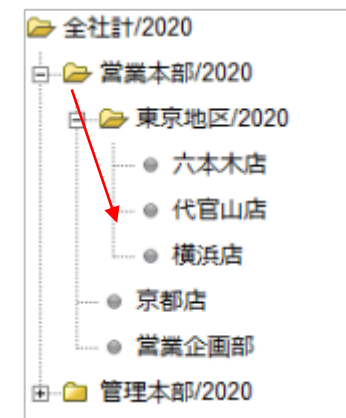 全社計/2020
営業本部/2020
東京地区/2020
六本木店
代官山店
横浜店
京都店
営業企画部
管理本部/2020